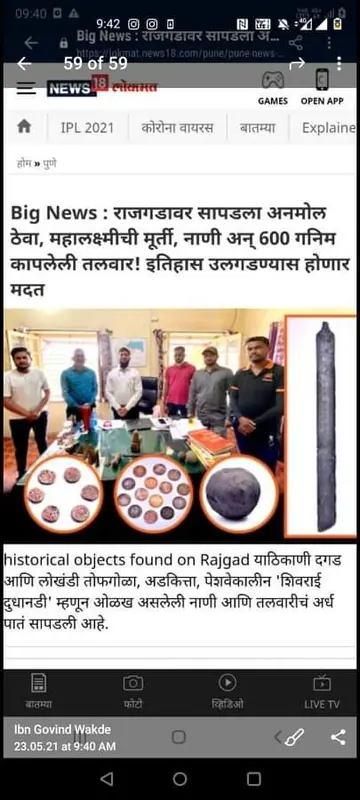 09:40
9:42
Big News : राजगडावर सापडला अ...
https://lokmat.news18.com/pune/pune-news-
59 of 59
NEWS18 लोकमत
GAMES
OPEN APP
IPL 2021
कोरोना वायरस
बातम्या
Explaine
होम » पुणे
Big News : राजगडावर सापडला अनमोल
ठेवा, महालक्ष्मीची मूर्ती, नाणी अन् 600 गनिम
कापलेली तलवार! इतिहास उलगडण्यास होणार
मदत
historical objects found on Rajgad याठिकाणी दगड
आणि लोखंडी तोफगोळा, अडकित्ता, पेशवेकालीन 'शिवराई
दुधानडी' म्हणून ओळख असलेली नाणी आणि तलवारीचं अर्ध
पातं सापडली आहे.
बातम्या
फोटो
व्हिडिओ
LIVE TV
Ibn Govind Wakde
23.05.21 at 9:40 AM